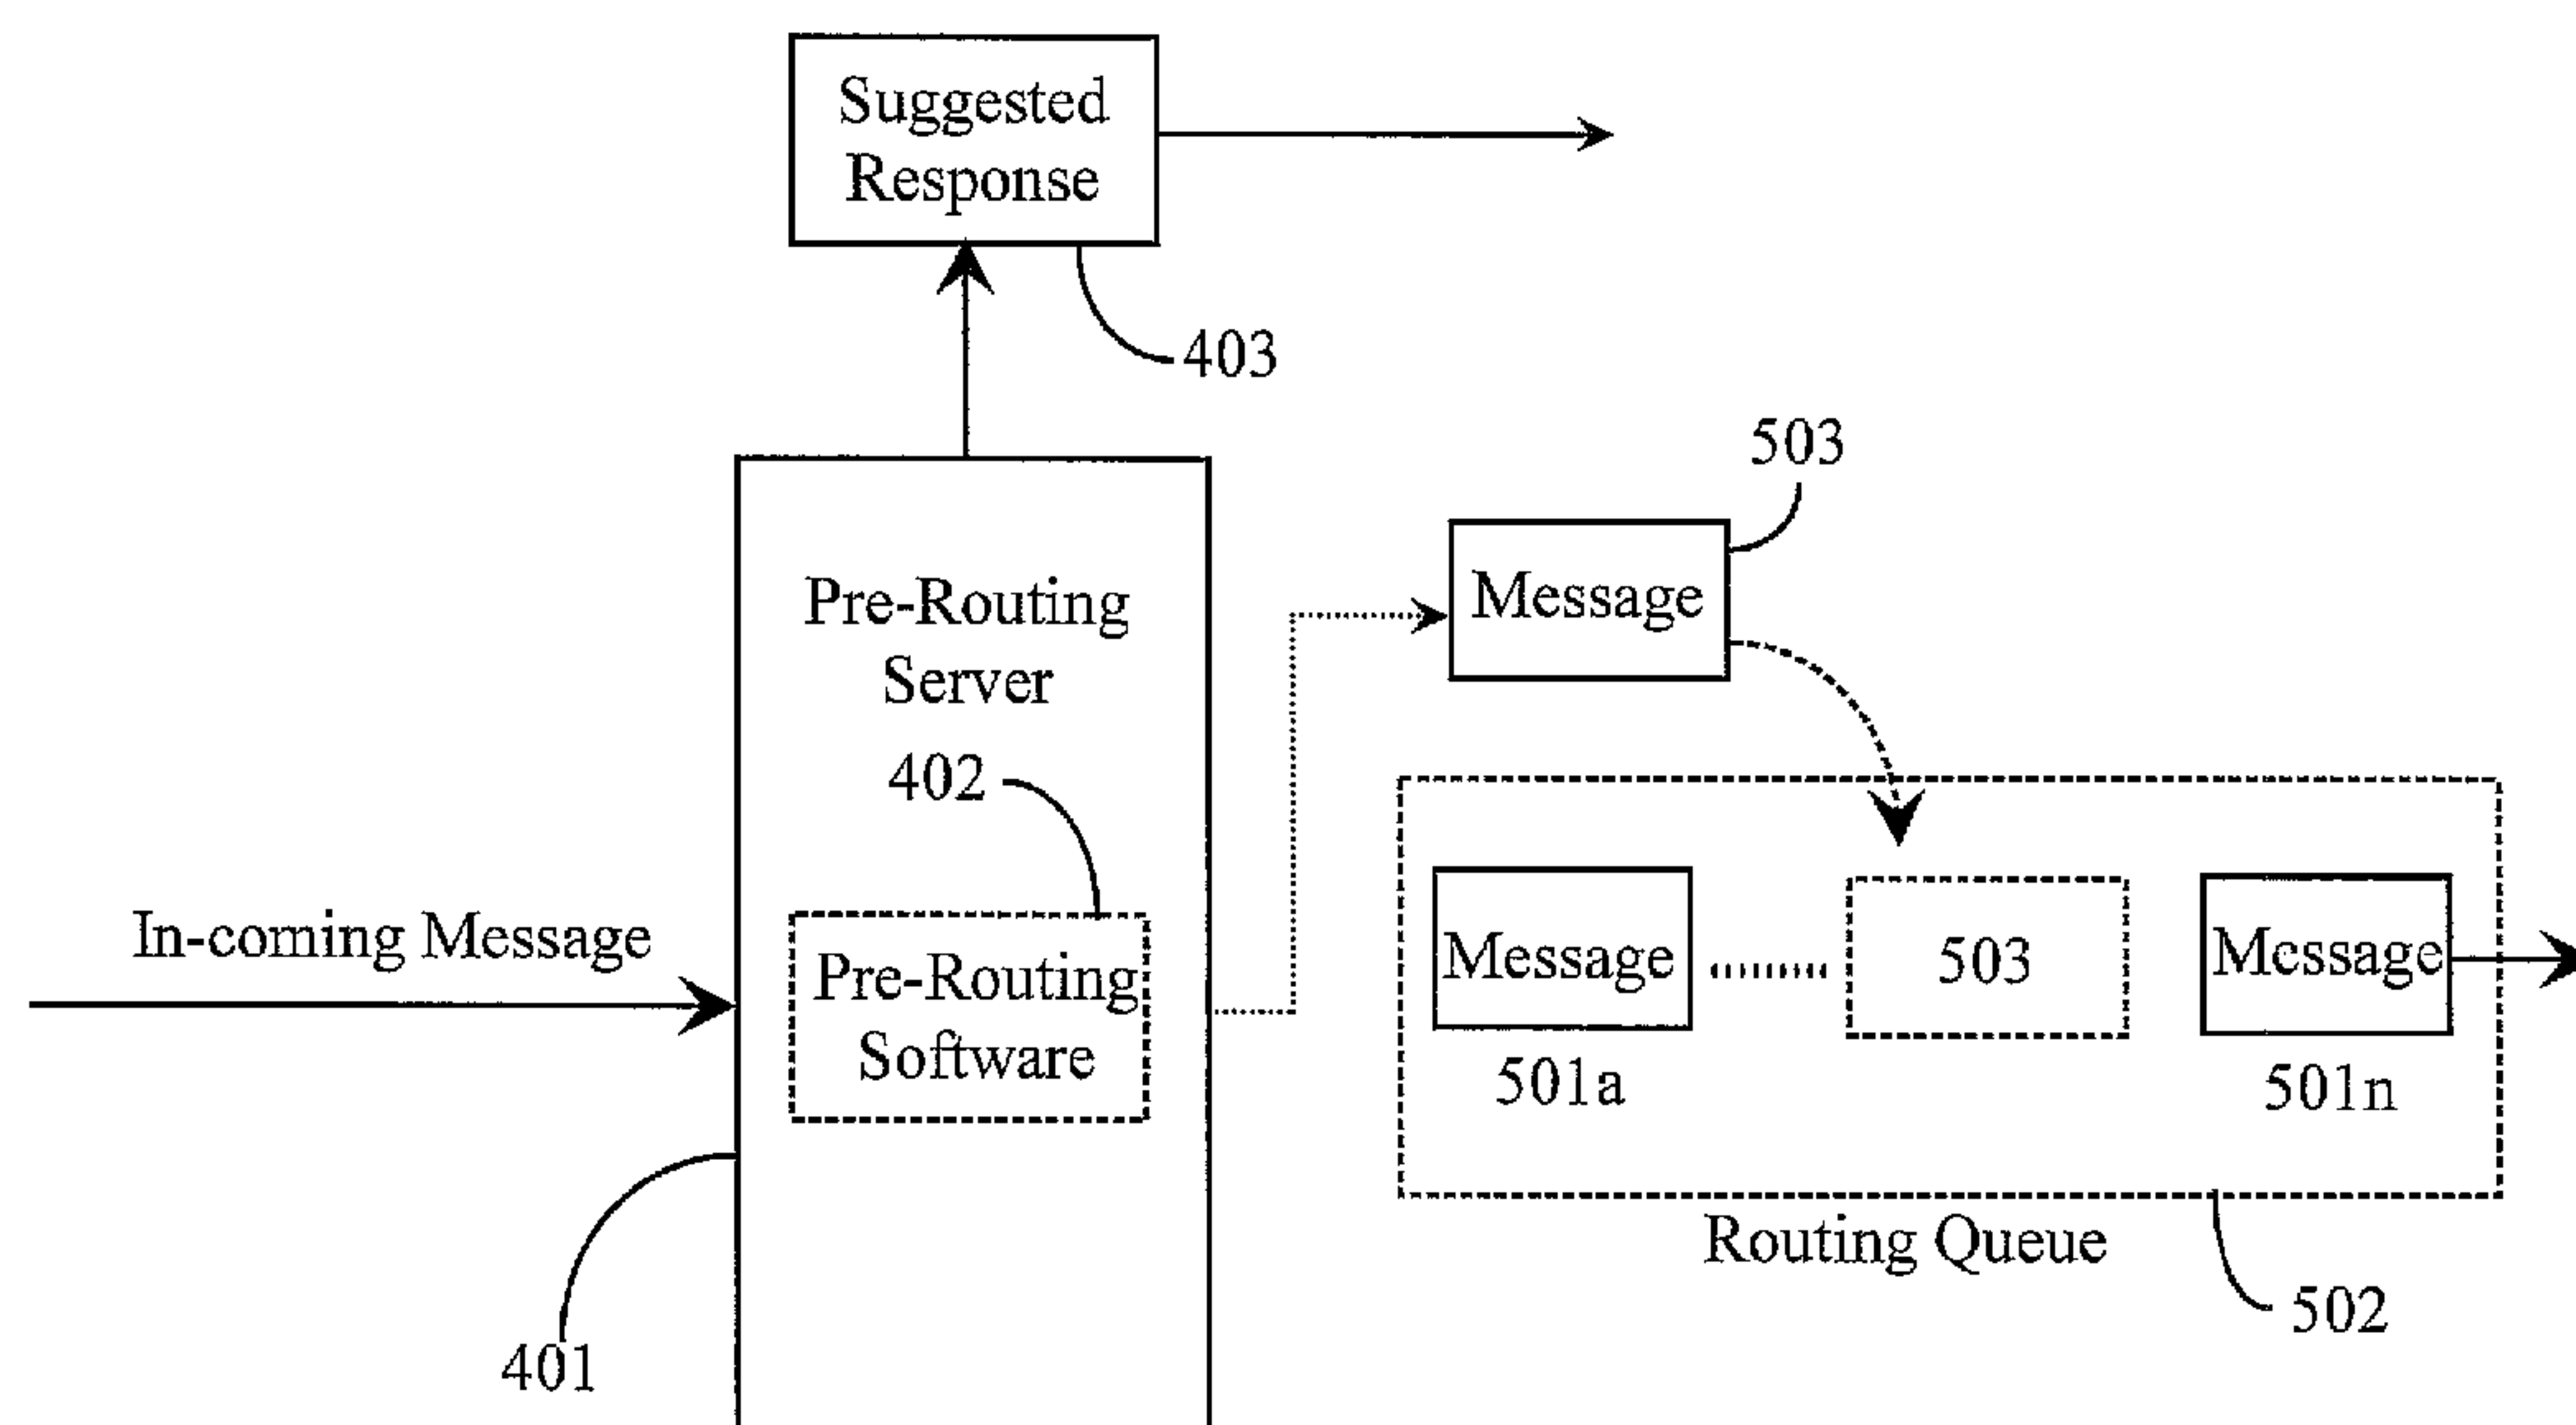 Suggested
Response
403
503
Message
Pre-Routing
Server
402
In-coming Message
Pre-Routing
Software
Message
503
Message
501a
501n
Routing Queue
502
401